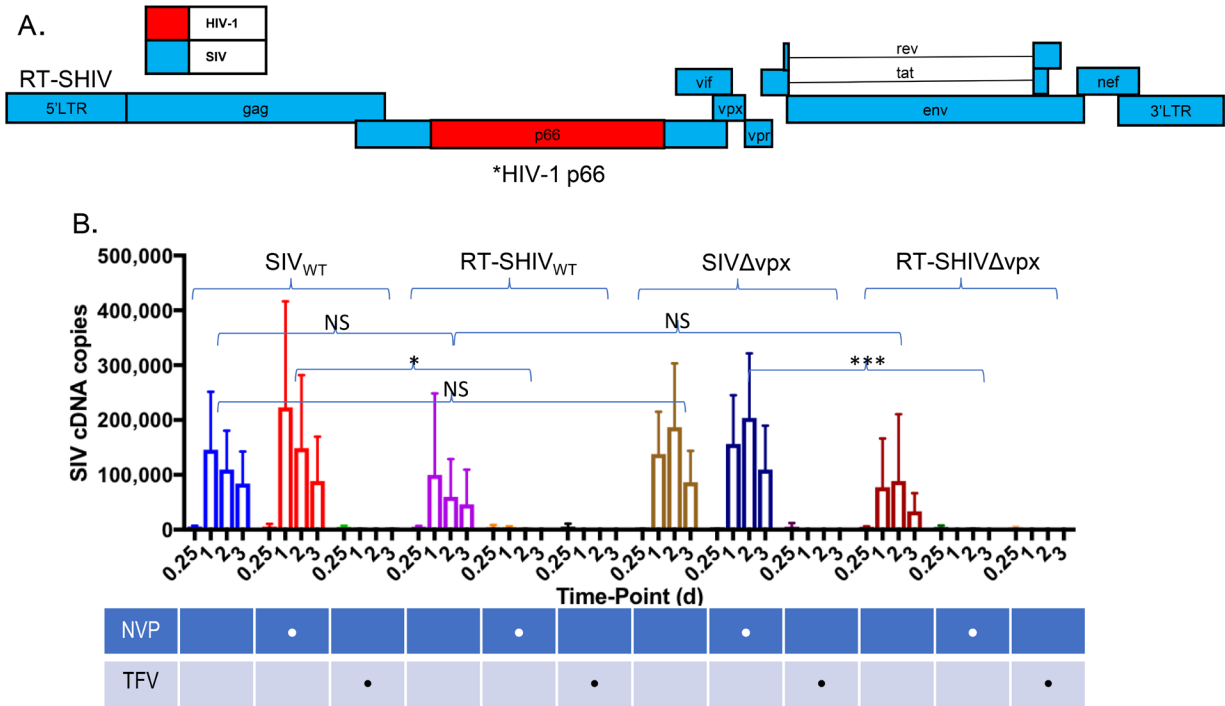 A.
HIV-1
SIV
RT-SHIV
rev
tat
vif
nef
5'LTR
gag
vpx
env
3'LTR
p66
vpr
*HIV-1 p66
B.
SIV cDNA copies
500,000
400,000
300,000
200,000
100,000
0
SIVWT
RT-SHIVWT
SIVΔvpx
RT-SHIVΔvpx
NS
NS
*
***
NS
0.25 1 2 3 0.25 1 2 3 0.25 1 2 3 0.25 1 2 3 0.25 1 2 3 0.25 1 2 3 0.25 1 2 3 0.25 1 2 3 0.25 1 2 3 0.25 1 2 3 0.25 1 2 3 0.25 1 2 3
Time-Point (d)
NVP
TFV